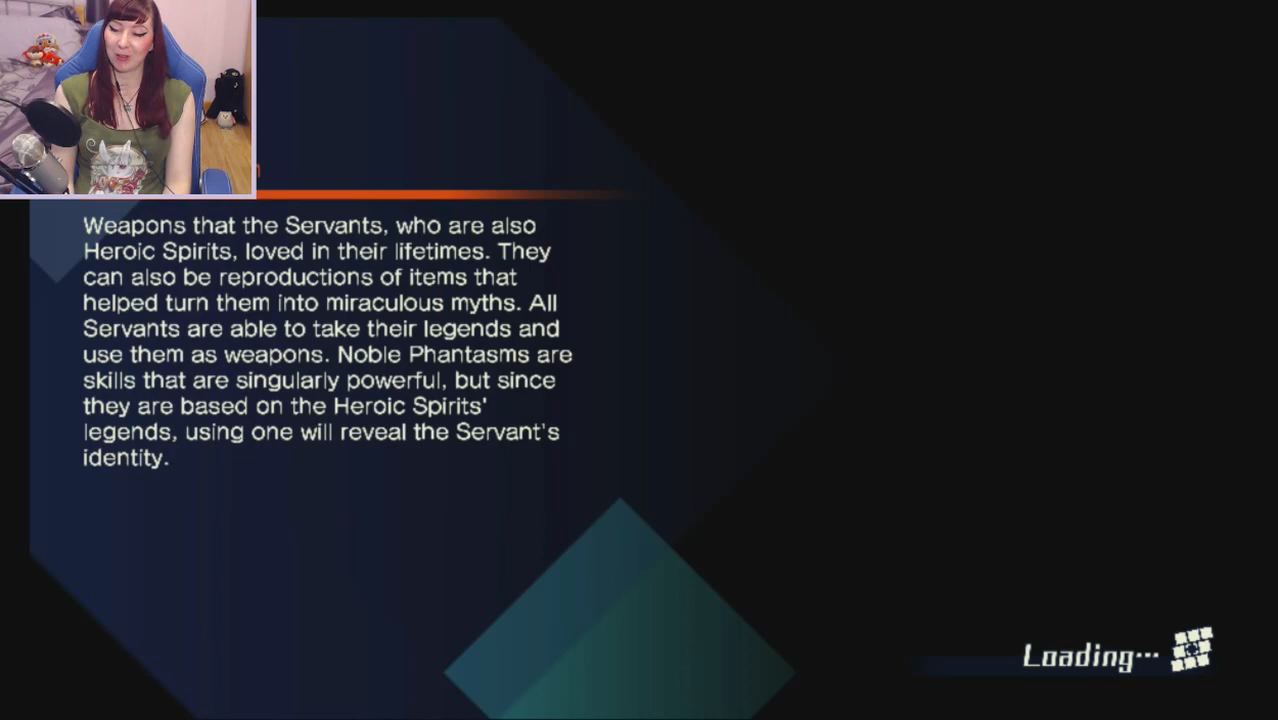 Weapons that the Servants, who are also
Heroic Spirits, loved in their lifetimes. They
can also be reproductions of items that
helped turn them into miraculous myths. All
Servants are able to take their legends and
use them as weapons. Noble Phantasms are
skills that are singularly powerful, but since
they are based on the Heroic Spirits'
legends, using one will reveal the Servant's
identity.
Loading...